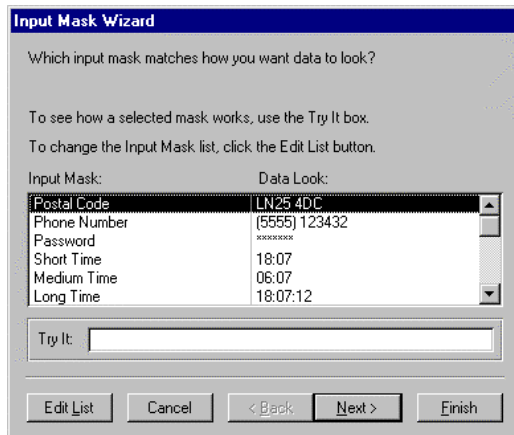 Input Mask Wizard
Which input mask matches how you want data to look?
To see how a selected mask works, use the Try It box.
To change the Input Mask list, click the Edit List button.
Input Mask: Data Look:
Postal Code LN25 4DC
Phone Number (5555) 123432
Password *******
Short Time 18:07
Medium Time 06:07
Long Time 18:07:12
Try It:
Edit List Cancel < Back Next > Finish